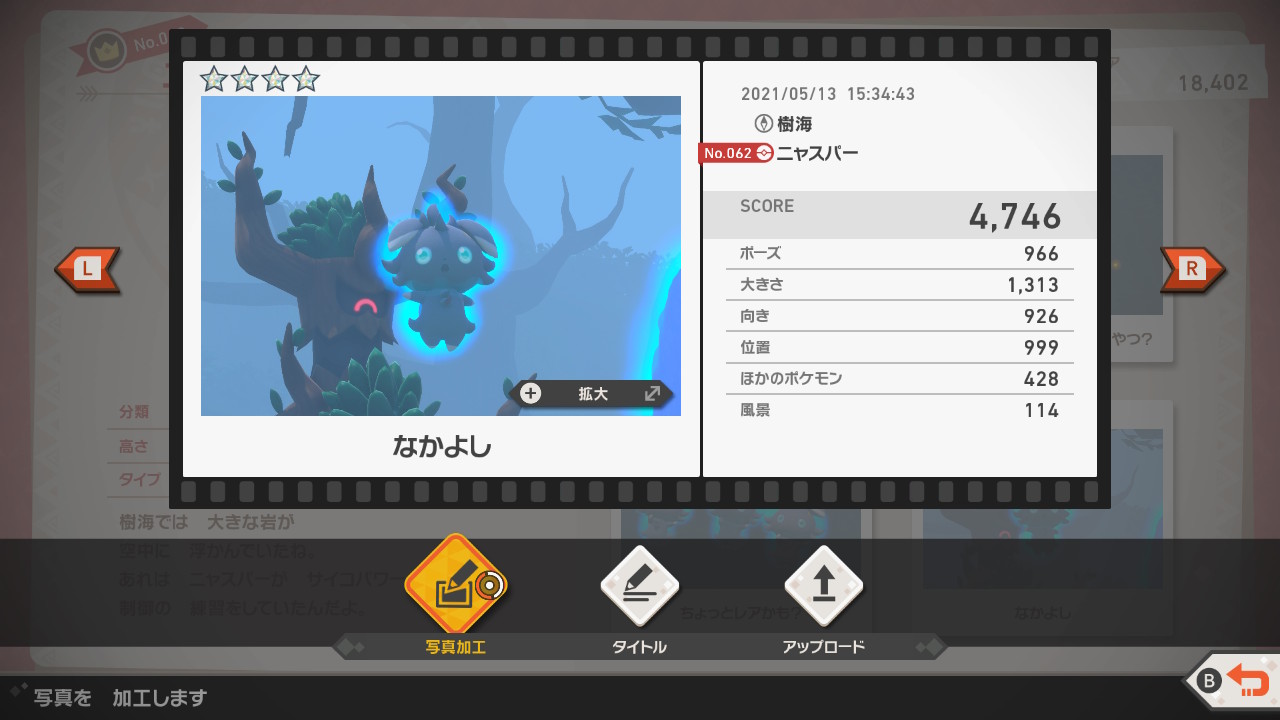 No.0
18,402
2021/05/13 15:34:43
樹海
No.062 ニャスパー
SCORE 4,746
ポーズ 966
大きさ 1,313
向き 926
位置 999
ほかのポケモン 428
風景 114
L
R
+ 拡大
なかよし
やつ?
分類
高さ
タイプ
樹海では 大きな岩が
空中に 浮かんでいたね。
あれは ニャスパーが サイコパワー
制御の 練習をしていたんだよ。
ちょっとレアかも?
なかよし
写真加工
タイトル
アップロード
写真を 加工します
B